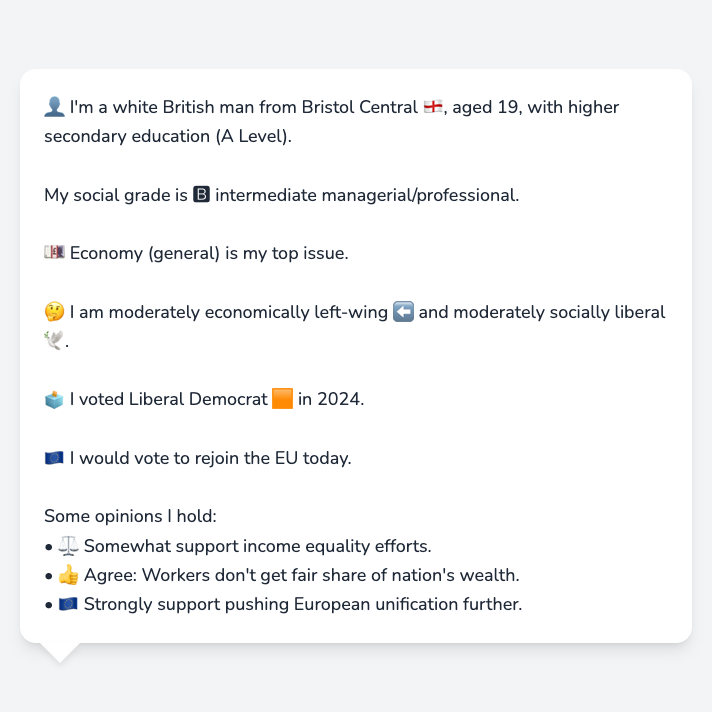 👤 I'm a white British man from Bristol Central 🏴󠁧󠁢󠁥󠁮󠁧󠁿, aged 19, with higher
secondary education (A Level).
My social grade is 🅱 intermediate managerial/professional.
💷 Economy (general) is my top issue.
🤔 I am moderately economically left-wing ⬅️ and moderately socially liberal
🕊️.
🗳️ I voted Liberal Democrat 🟧 in 2024.
🇪🇺 I would vote to rejoin the EU today.
Some opinions I hold:
• ⚖️ Somewhat support income equality efforts.
• 👍 Agree: Workers don't get fair share of nation's wealth.
• 🇪🇺 Strongly support pushing European unification further.